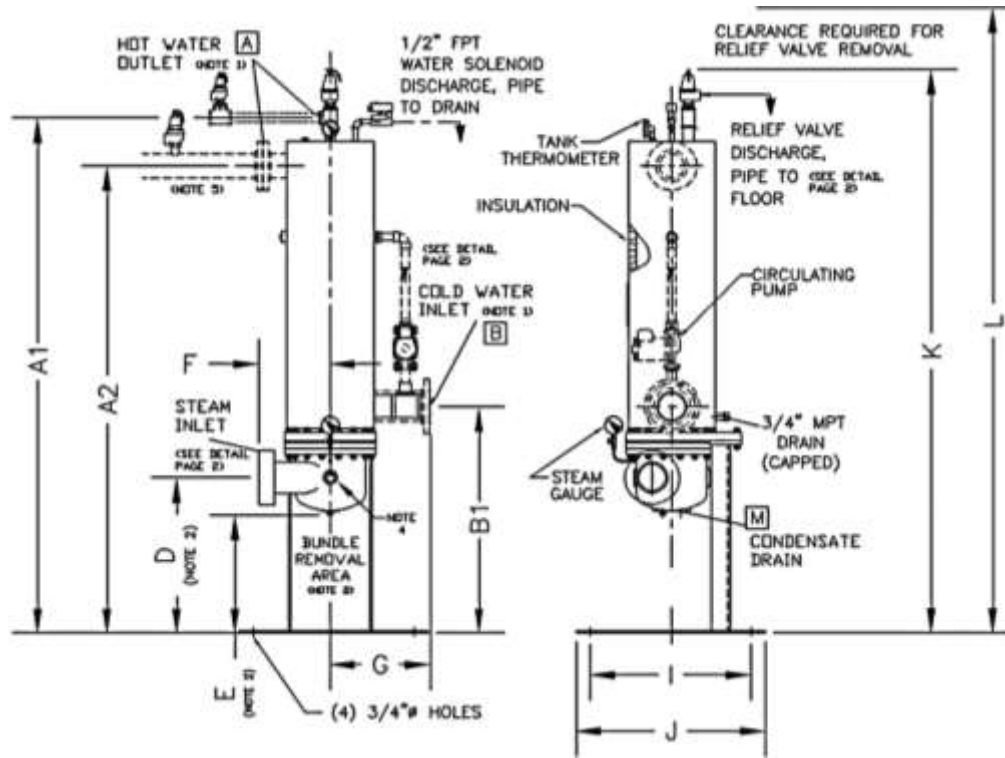 HOT WATER A
OUTLET (NOTE 1)
1/2" FPT
WATER SOLENOID
DISCHARGE, PIPE
TO DRAIN
(NOTE 5)
(SEE DETAIL
PAGE 2)
COLD WATER
INLET (NOTE 1)
B
A1
A2
F
STEAM
INLET
(SEE DETAIL
PAGE 2)
D
(NOTE 2)
E
(NOTE 2)
NOTE
4
BUNDLE
REMOVAL
AREA
(NOTE 2)
B1
G
(4) 3/4"ø HOLES
CLEARANCE REQUIRED FOR
RELIEF VALVE REMOVAL
TANK
THERMOMETER
RELIEF VALVE
DISCHARGE,
PIPE TO (SEE DETAIL
PAGE 2)
FLOOR
INSULATION
CIRCULATING
PUMP
3/4" MPT
DRAIN
(CAPPED)
STEAM
GAUGE
M
CONDENSATE
DRAIN
I
J
K
L